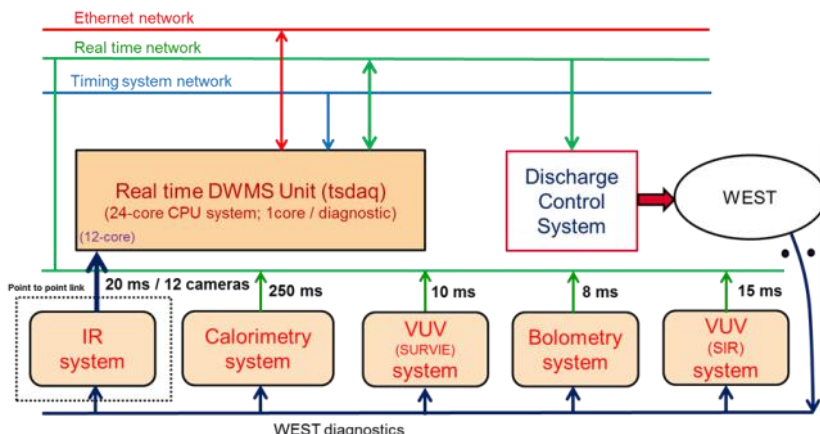 Ethernet network
Real time network
Timing system network
Real time DWMS Unit (tsdaq)
(24-core CPU system; 1core / diagnostic)
(12-core)
Discharge
Control
System
WEST
Point to point link
20 ms / 12 cameras
250 ms
10 ms
8 ms
15 ms
IR
system
Calorimetry
system
VUV
(SURVIE)
system
Bolometry
system
VUV
(SIR)
system
WEST diagnostics